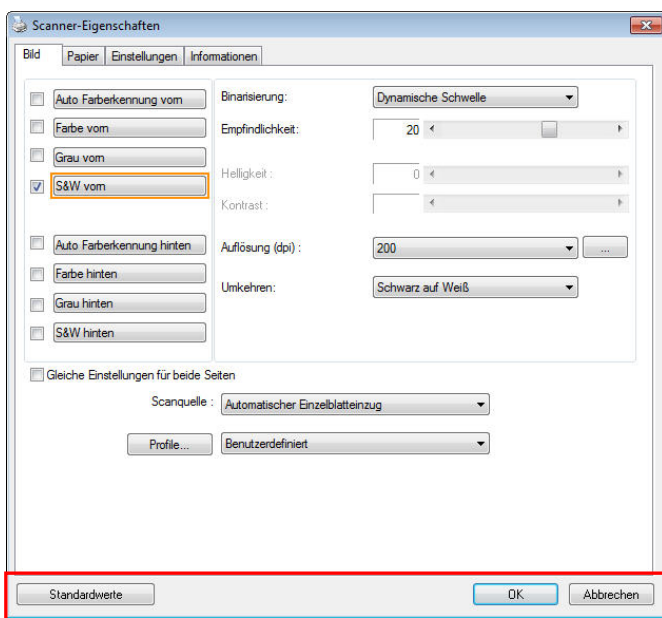 Scanner-Eigenschaften
Bild Papier Einstellungen Informationen
Auto Farberkennung vorn
Farbe vorn
Grau vorn
S&W vorn
Auto Farberkennung hinten
Farbe hinten
Grau hinten
S&W hinten
Binarisierung: Dynamische Schwelle
Empfindlichkeit: 20
Helligkeit : 0
Kontrast :
Auflösung (dpi) : 200 ...
Umkehren: Schwarz auf Weiß
Gleiche Einstellungen für beide Seiten
Scanquelle : Automatischer Einzelblatteinzug
Profile... Benutzerdefiniert
Standardwerte OK Abbrechen